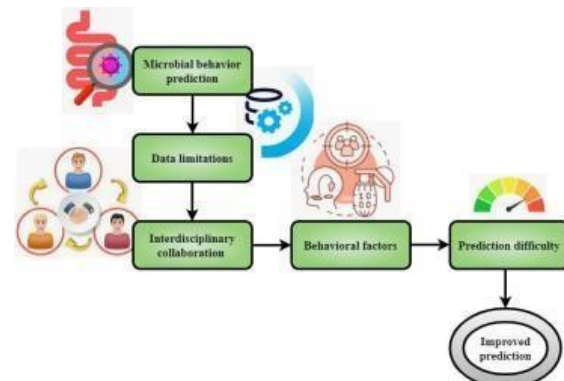 Microbial behavior
prediction
Data limitations
Interdisciplinary
collaboration
Behavioral factors
Prediction difficulty
Improved
prediction